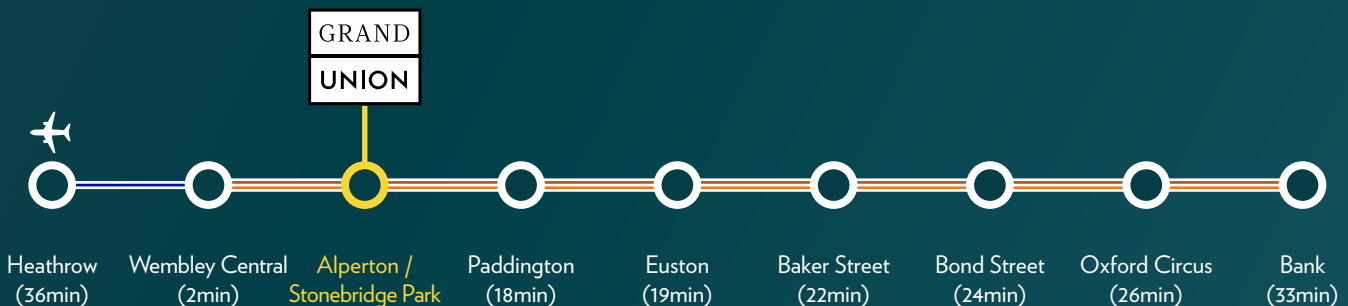 GRAND
UNION
Heathrow
(36min)
Wembley Central
(2min)
Alperton /
Stonebridge Park
Paddington
(18min)
Euston
(19min)
Baker Street
(22min)
Bond Street
(24min)
Oxford Circus
(26min)
Bank
(33min)